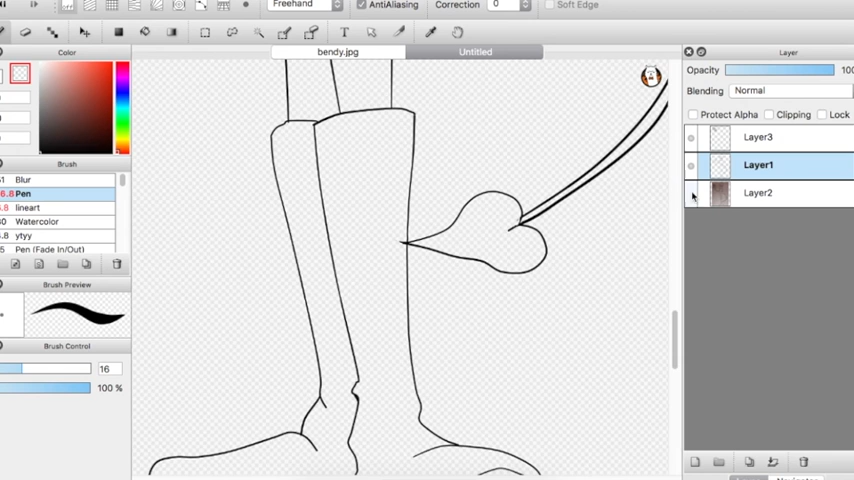 Freehand
AntiAliasing
Correction
0
Soft Edge
bendy.jpg
Untitled
Color
Layer
Opacity
100
Blending
Normal
Protect Alpha
Clipping
Lock
Layer3
Layer1
Layer2
Brush
Blur
Pen
lineart
Watercolor
ytyy
Pen (Fade In/Out)
Brush Preview
Brush Control
16
100 %